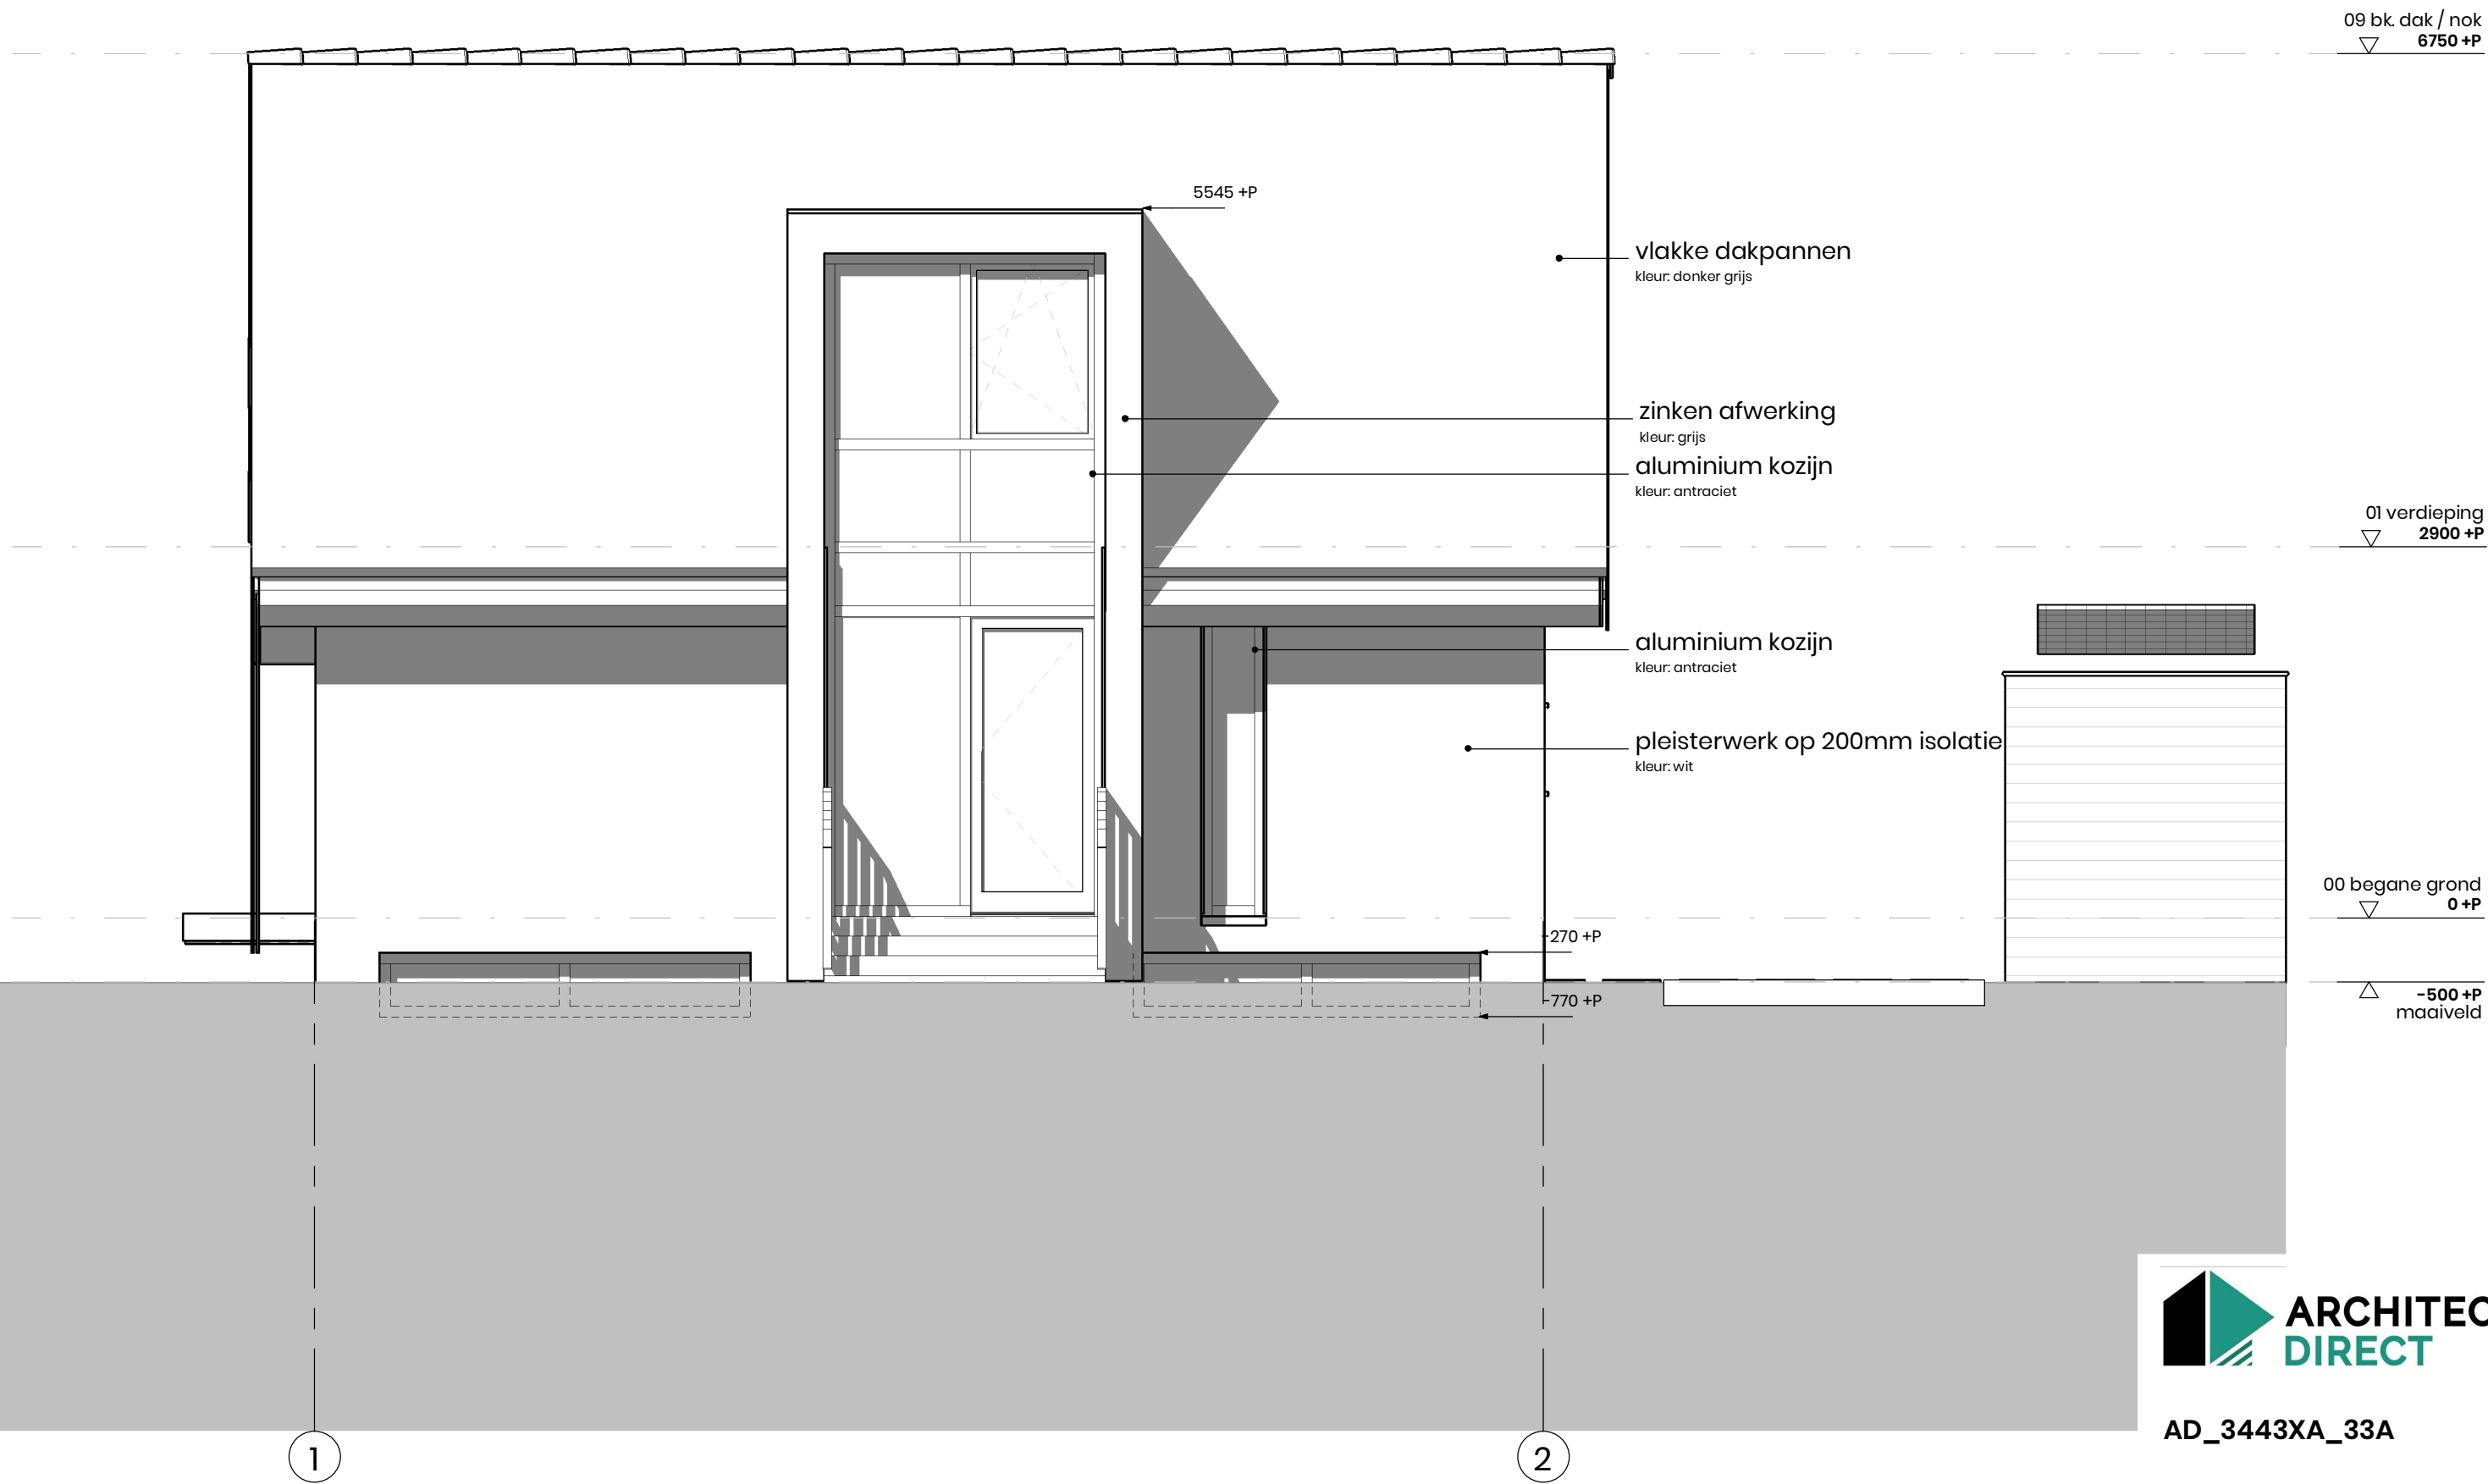 09 bk. dak / nok
6750 +P
5545 +P
vlakke dakpannen
kleur: donker grijs
zinken afwerking
kleur: grijs
aluminium kozijn
kleur: antraciet
01 verdieping
2900 +P
aluminium kozijn
kleur: antraciet
pleisterwerk op 200mm isolatie
kleur: wit
00 begane grond
0 +P
-270 +P
-770 +P
-500 +P
maaiveld
ARCHITEC
DIRECT
AD_3443XA_33A
1
2